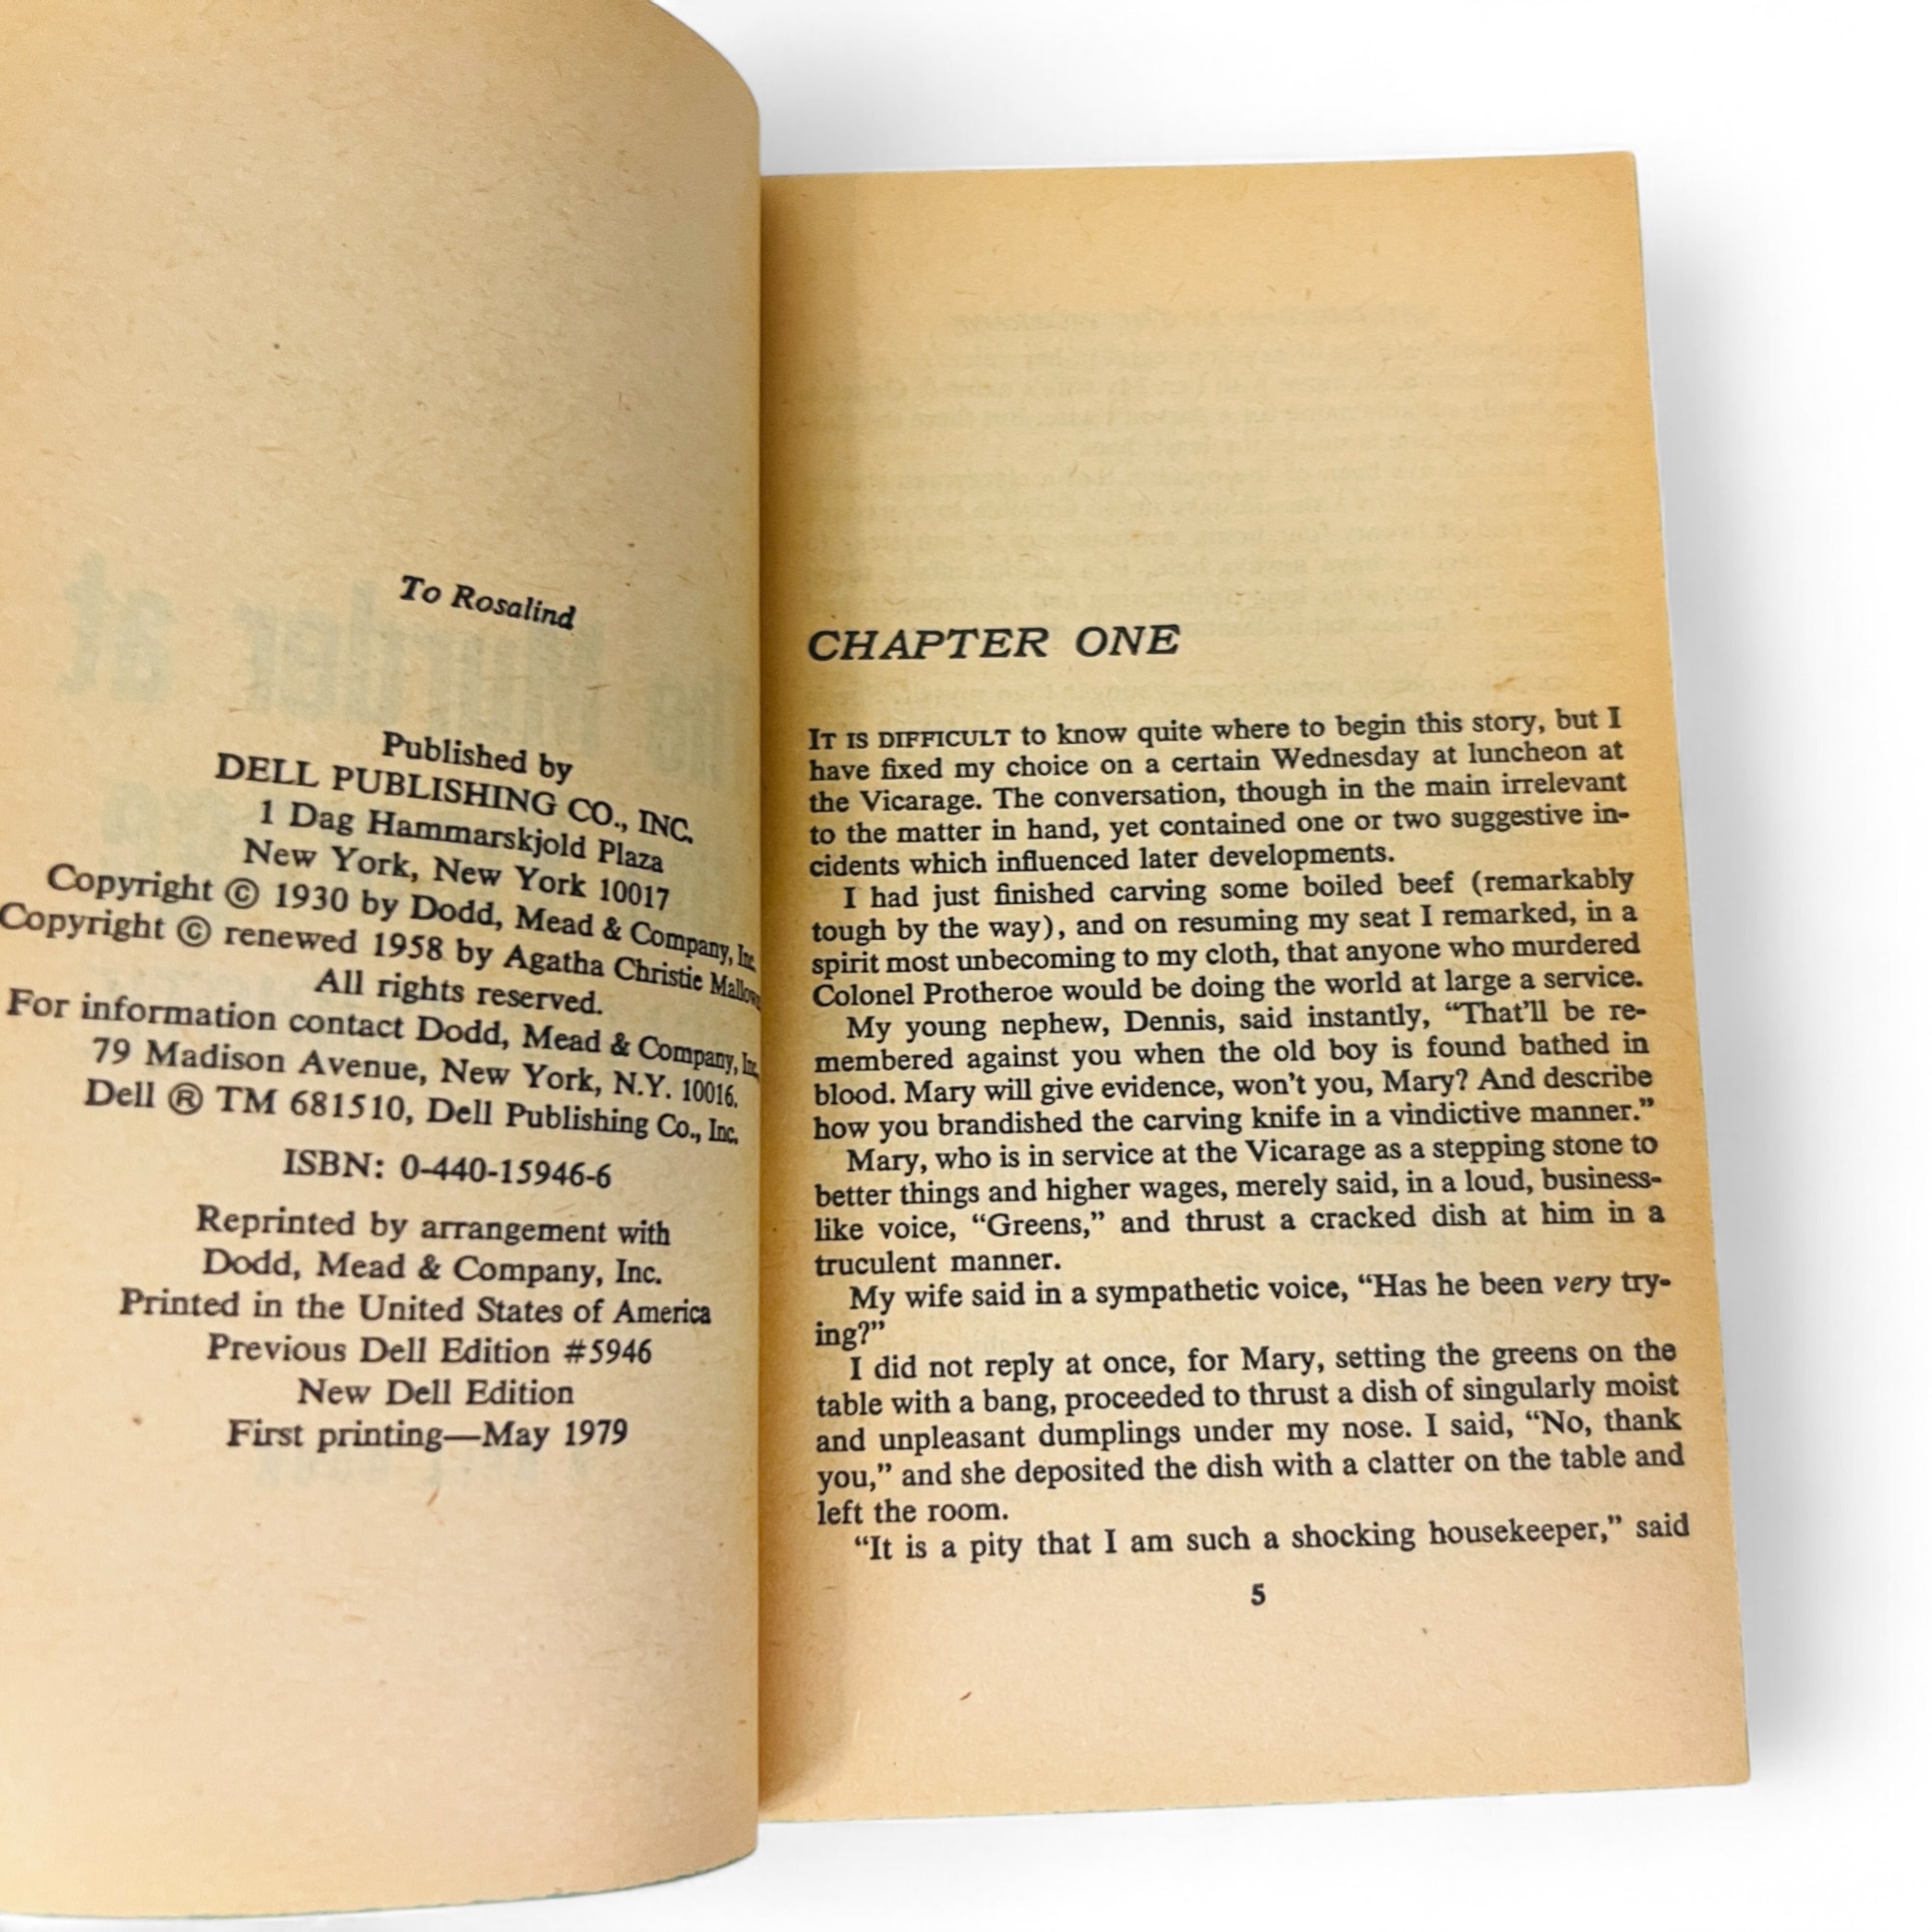 To Rosalind
Published by
DELL PUBLISHING CO., INC.
1 Dag Hammarskjold Plaza
New York, New York 10017
Copyright © 1930 by Dodd, Mead & Company, Inc.
Copyright © renewed 1958 by Agatha Christie
All rights reserved.
For information contact Dodd, Mead & Company, Inc.
79 Madison Avenue, New York, N.Y. 10016.
Dell ® TM 681510, Dell Publishing Co., Inc.
ISBN: 0-440-15946-6
Reprinted by arrangement with
Dodd, Mead & Company, Inc.
Printed in the United States of America
Previous Dell Edition #5946
New Dell Edition
First printing—May 1979
CHAPTER ONE
IT IS DIFFICULT to know quite where to begin this story, but I
have fixed my choice on a certain Wednesday at luncheon at
the Vicarage. The conversation, though in the main irrelevant
to the matter in hand, yet contained one or two suggestive in-
cidents which influenced later developments.
I had just finished carving some boiled beef (remarkably
tough by the way), and on resuming my seat I remarked, in a
spirit most unbecoming to my cloth, that anyone who murdered
Colonel Protheroe would be doing the world at large a service.
My young nephew, Dennis, said instantly, “That’ll be re-
membered against you when the old boy is found bathed in
blood. Mary will give evidence, won’t you, Mary? And describe
how you brandished the carving knife in a vindictive manner.”
Mary, who is in service at the Vicarage as a stepping stone to
better things and higher wages, merely said, in a loud, business-
like voice, “Greens,” and thrust a cracked dish at him in a
truculent manner.
My wife said in a sympathetic voice, “Has he been very try-
ing?”
I did not reply at once, for Mary, setting the greens on the
table with a bang, proceeded to thrust a dish of singularly moist
and unpleasant dumplings under my nose. I said, “No, thank
you,” and she deposited the dish with a clatter on the table and
left the room.
“It is a pity that I am such a shocking housekeeper,” said
5